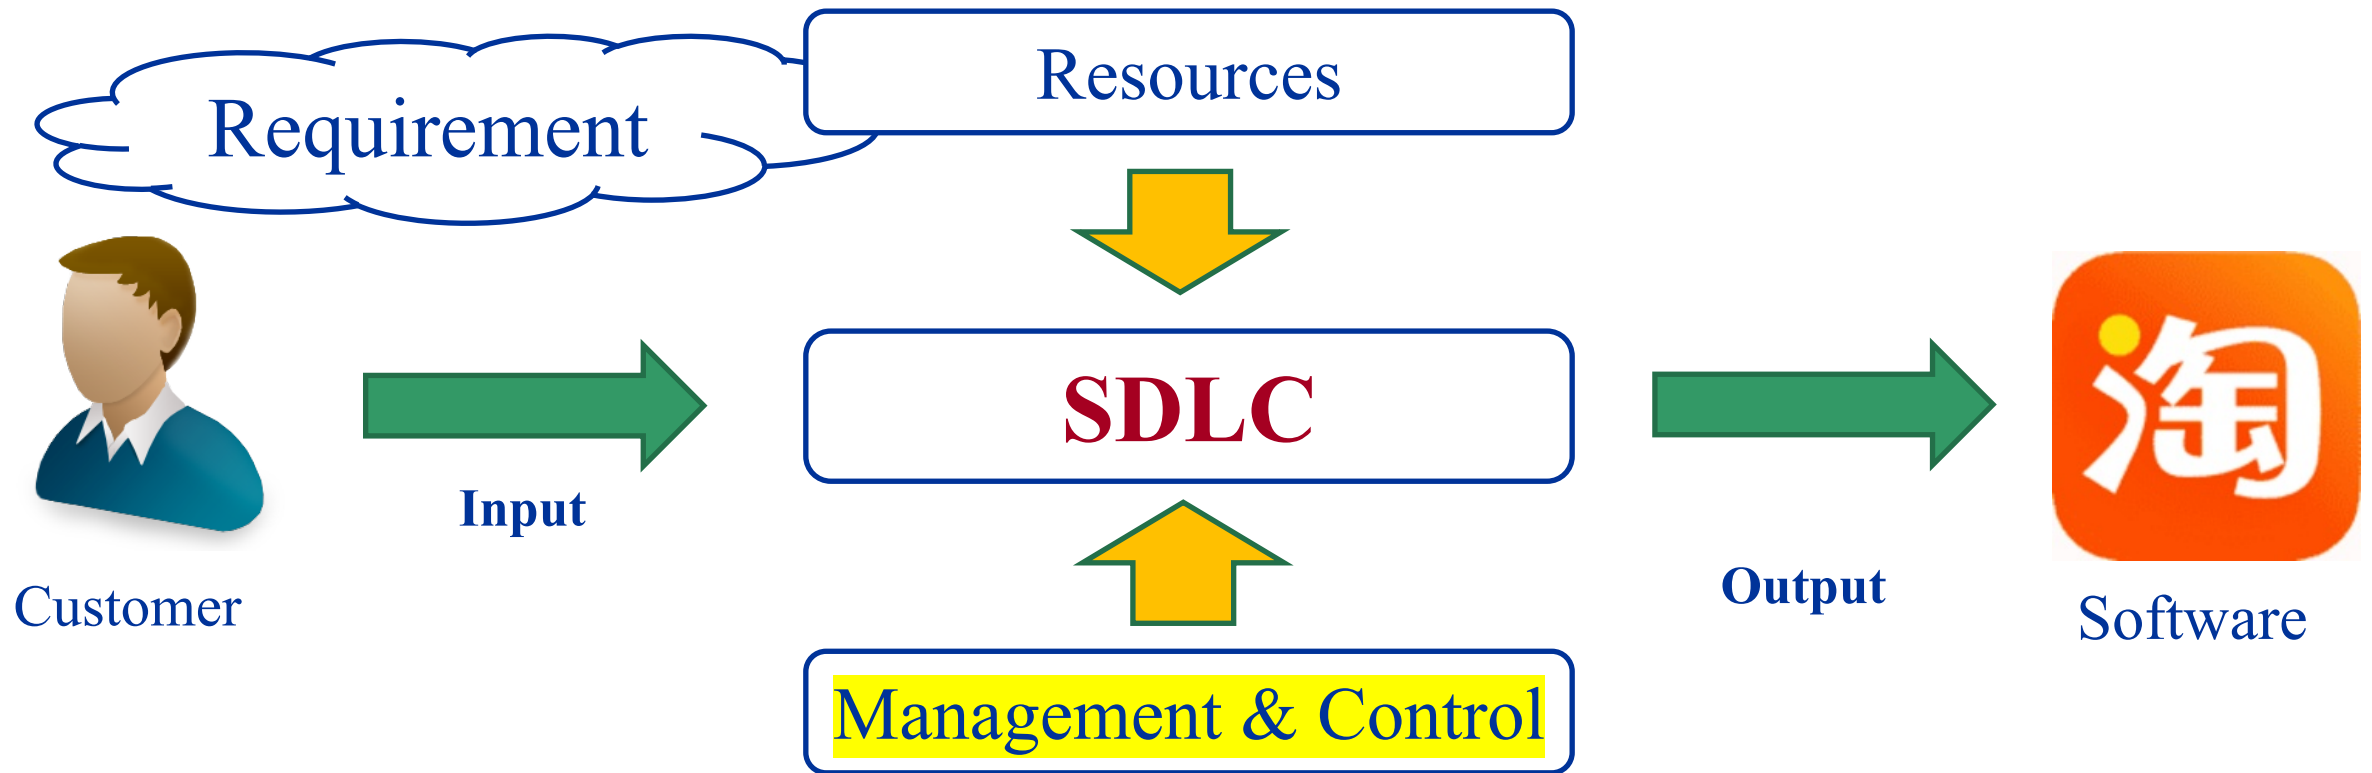 Resources
Requirement
SDLC
Input
Output
Customer
Software
Management & Control
淘